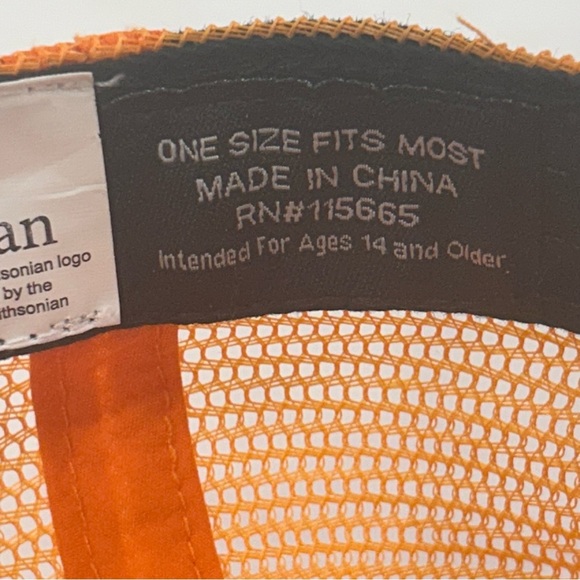 an
sonian logo
by the
thsonian
ONE SIZE FITS MOST
MADE IN CHINA
RN#115665
Intended For Ages 14 and Older.